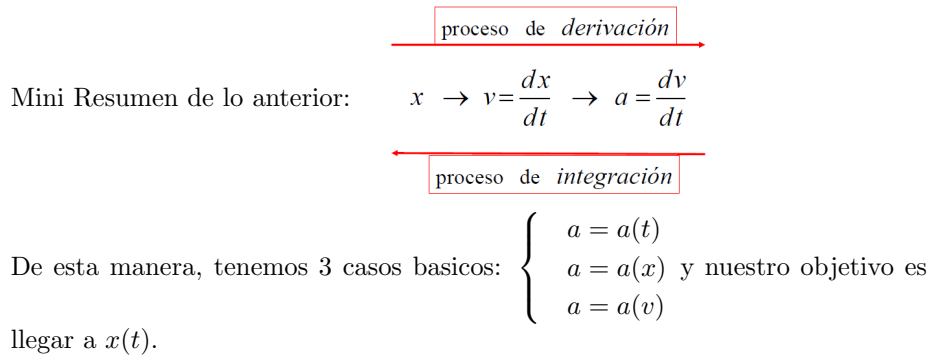 proceso de derivación
Mini Resumen de lo anterior: x → v = dx/dt → a = dv/dt
proceso de integración
De esta manera, tenemos 3 casos basicos: { a = a(t) a = a(x) a = a(v) y nuestro objetivo es
llegar a x(t).